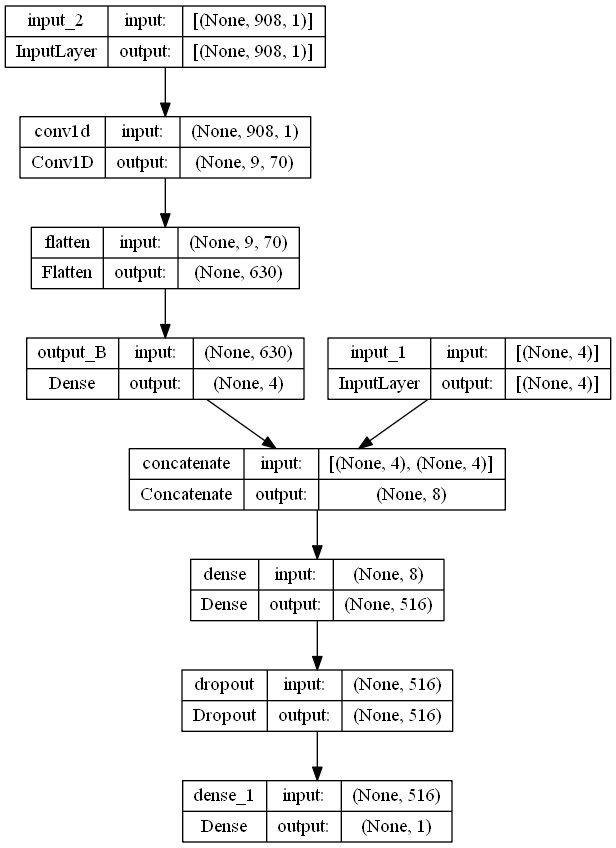 input_2 input: [(None, 908, 1)]
InputLayer output: [(None, 908, 1)]
conv1d input: (None, 908, 1)
Conv1D output: (None, 9, 70)
flatten input: (None, 9, 70)
Flatten output: (None, 630)
output_B input: (None, 630)
Dense output: (None, 4)
input_1 input: [(None, 4)]
InputLayer output: [(None, 4)]
concatenate input: [(None, 4), (None, 4)]
Concatenate output: (None, 8)
dense input: (None, 8)
Dense output: (None, 516)
dropout input: (None, 516)
Dropout output: (None, 516)
dense_1 input: (None, 516)
Dense output: (None, 1)